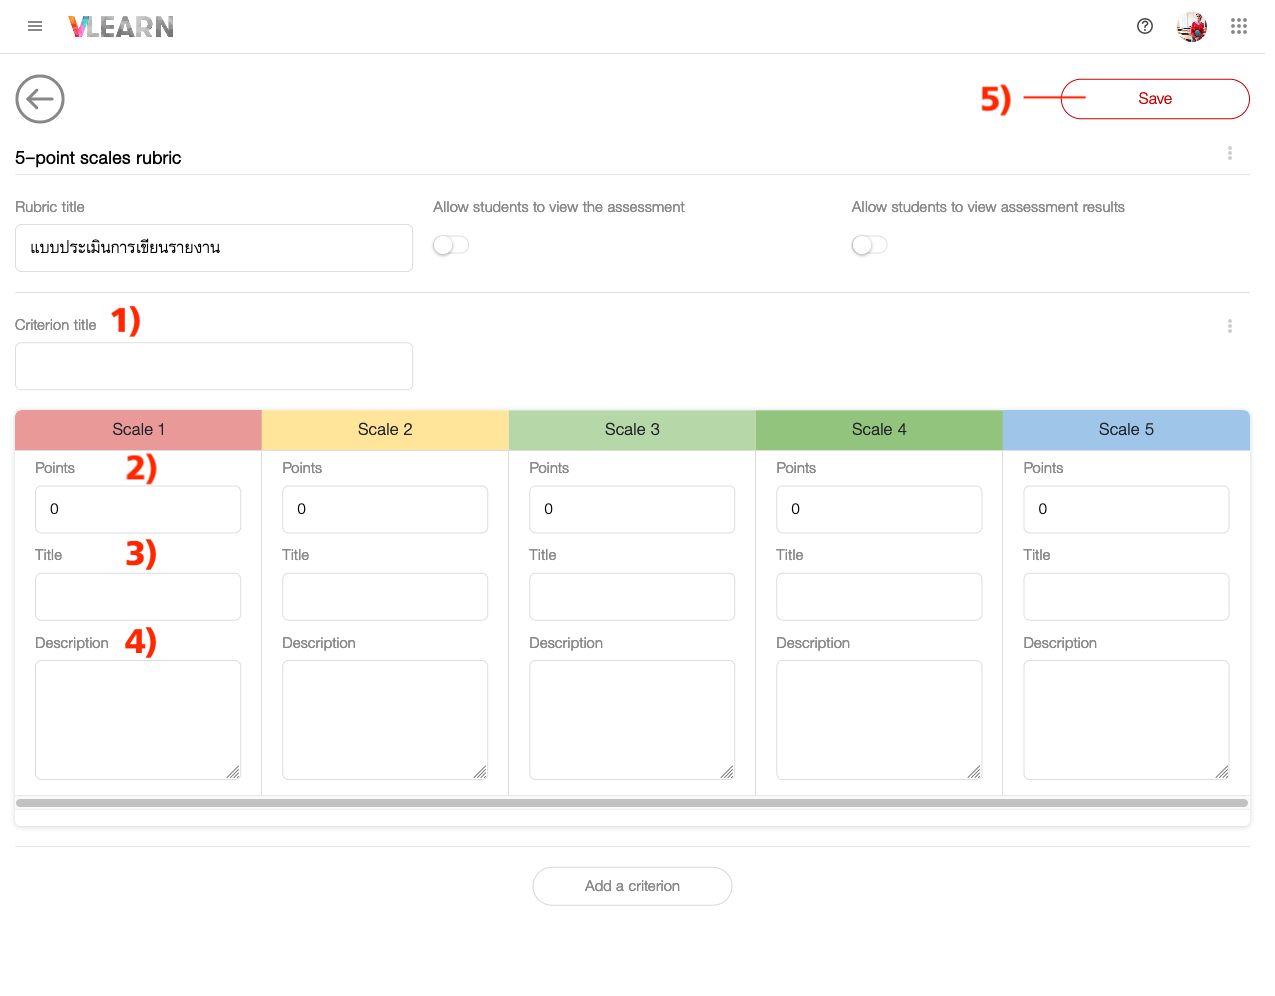 VLEARN
5)
Save
5-point scales rubric
Rubric title
Allow students to view the assessment
Allow students to view assessment results
แบบประเมินการเขียนรายงาน
Criterion title
1)
Scale 1
Scale 2
Scale 3
Scale 4
Scale 5
Points
2)
Points
Points
Points
Points
0
0
0
0
0
Title
3)
Title
Title
Title
Title
Description
4)
Description
Description
Description
Description
Add a criterion